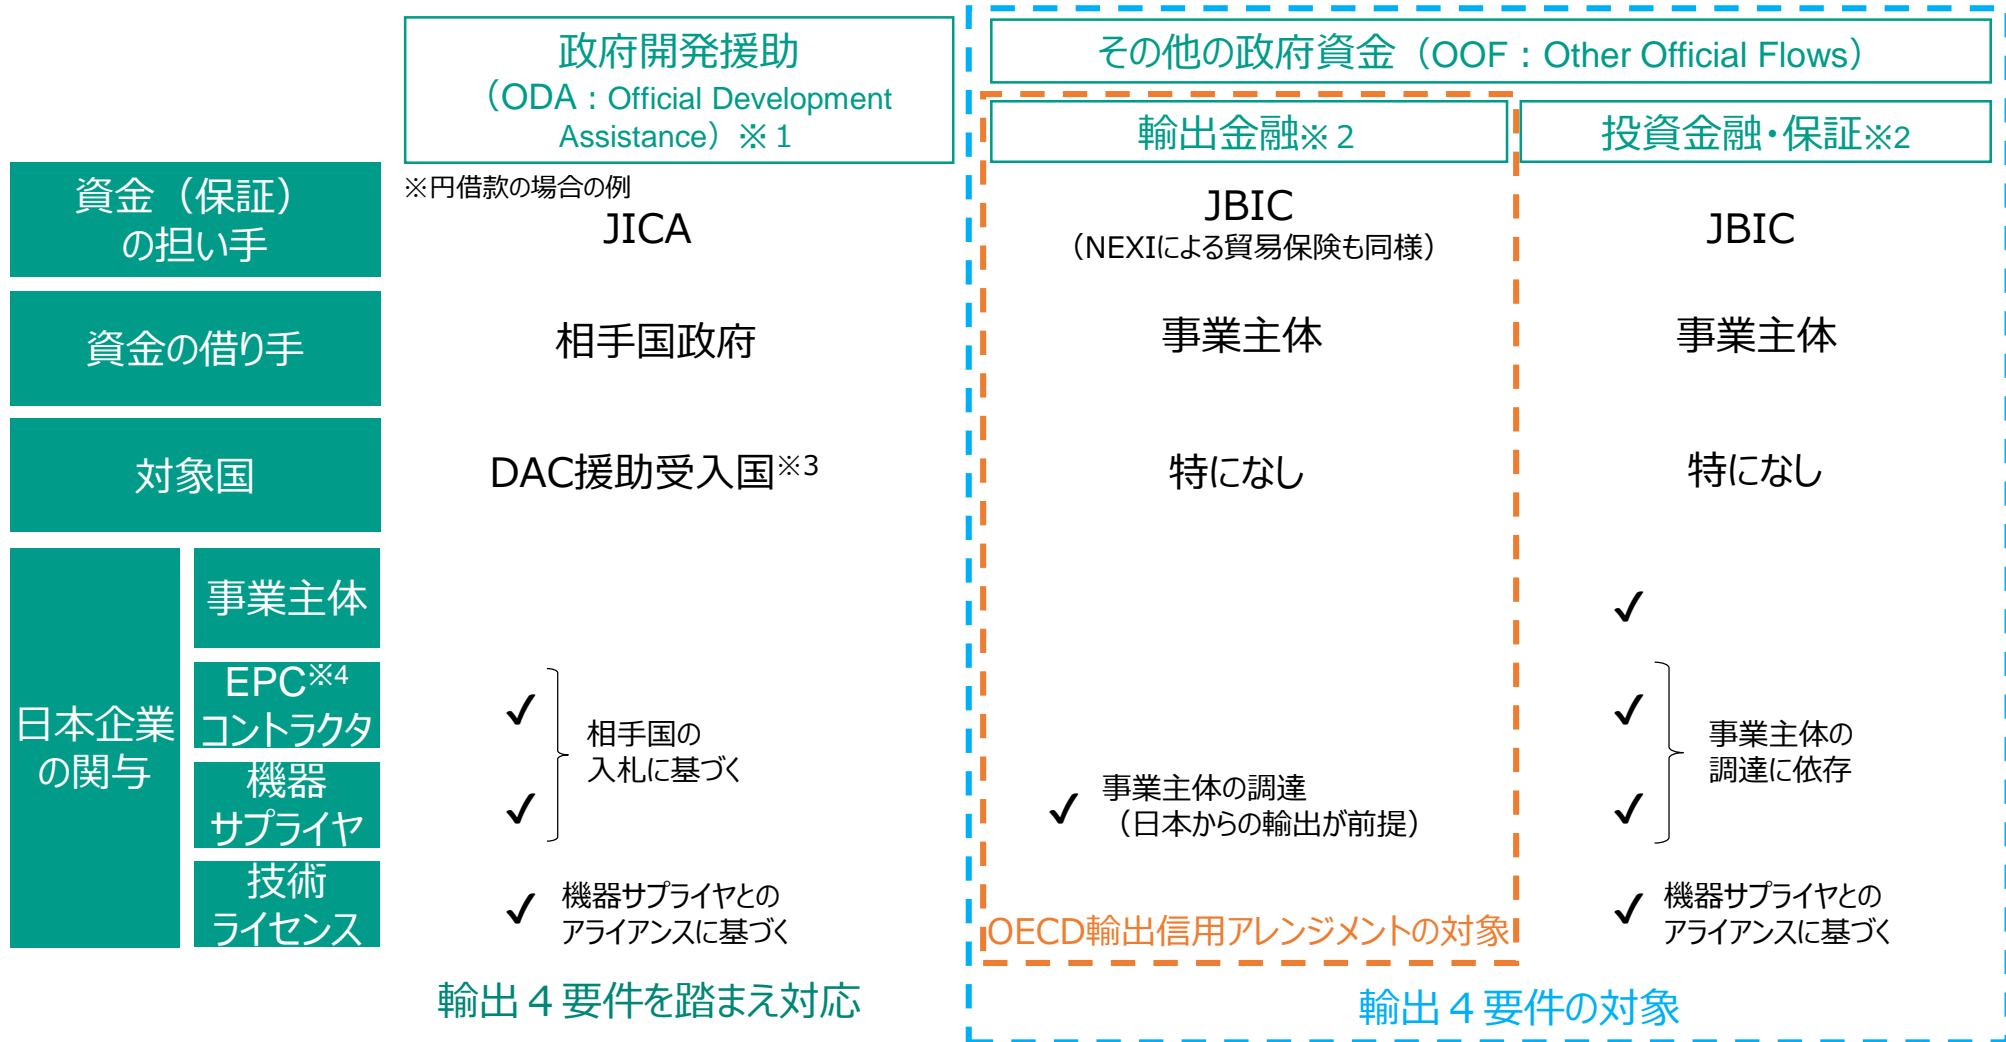 政府開発援助
（ODA：Official Development
Assistance）※１
その他の政府資金（OOF：Other Official Flows）
輸出金融※２
投資金融・保証※2
資金（保証）
の担い手
※円借款の場合の例
JICA
JBIC
（NEXIによる貿易保険も同様）
JBIC
資金の借り手
相手国政府
事業主体
事業主体
対象国
DAC援助受入国※3
特になし
特になし
日本企業
の関与
事業主体
✓
EPC※4
コントラクタ
✓
✓
機器
サプライヤ
✓
相手国の
入札に基づく
✓
事業主体の調達
（日本からの輸出が前提）
✓
事業主体の
調達に依存
技術
ライセンス
✓
機器サプライヤとの
アライアンスに基づく
✓
機器サプライヤとの
アライアンスに基づく
OECD輸出信用アレンジメントの対象
輸出４要件を踏まえ対応
輸出４要件の対象